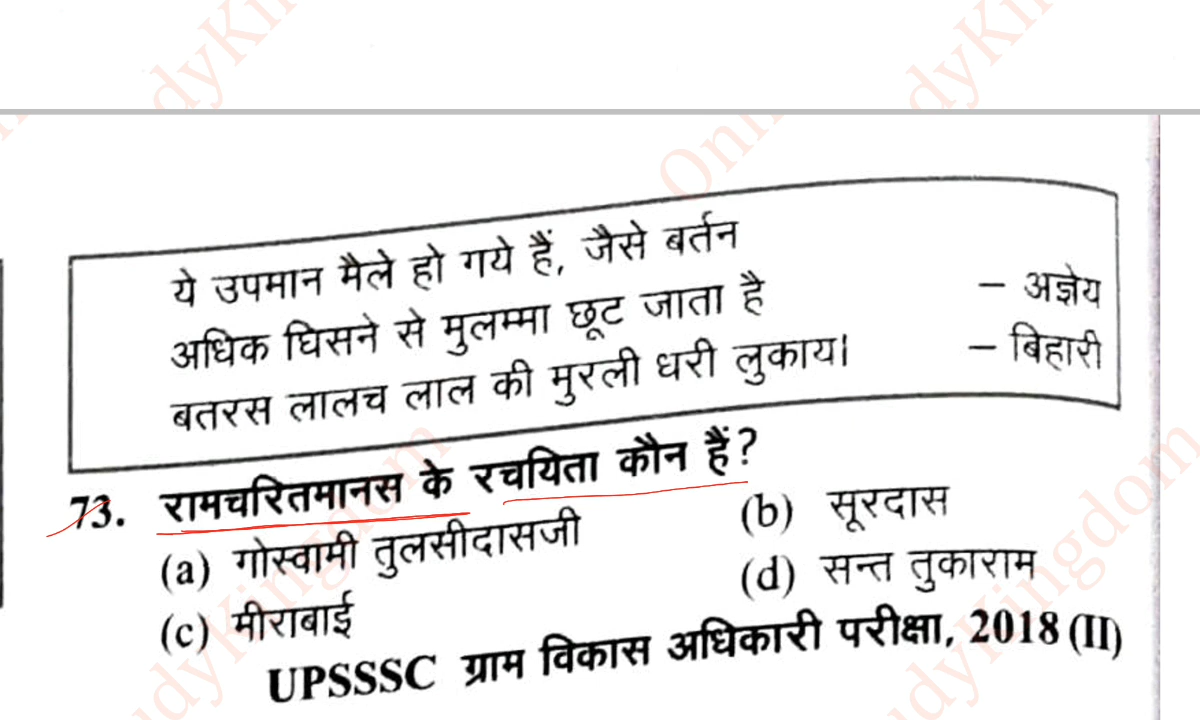 ये उपमान मैले हो गये हैं, जैसे बर्तन
अधिक घिसने से मुलम्मा छूट जाता है – अज्ञेय
बतरस लालच लाल की मुरली धरी लुकाय। – बिहारी
73. रामचरितमानस के रचयिता कौन हैं?
(a) गोस्वामी तुलसीदासजी (b) सूरदास
(c) मीराबाई (d) सन्त तुकाराम
UPSSSC ग्राम विकास अधिकारी परीक्षा, 2018 (II)